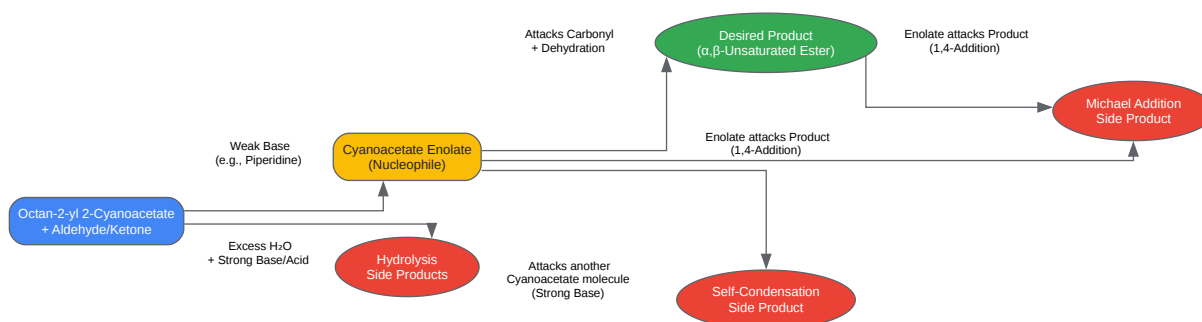 Attacks Carbonyl
+ Dehydration
Desired Product
(α,β-Unsaturated Ester)
Enolate attacks Product
(1,4-Addition)
Michael Addition
Side Product
Weak Base
(e.g., Piperidine)
Cyanoacetate Enolate
(Nucleophile)
Enolate attacks Product
(1,4-Addition)
Octan-2-yl 2-Cyanoacetate
+ Aldehyde/Ketone
Excess H₂O
+ Strong Base/Acid
Hydrolysis
Side Products
Attacks another
Cyanoacetate molecule
(Strong Base)
Self-Condensation
Side Product